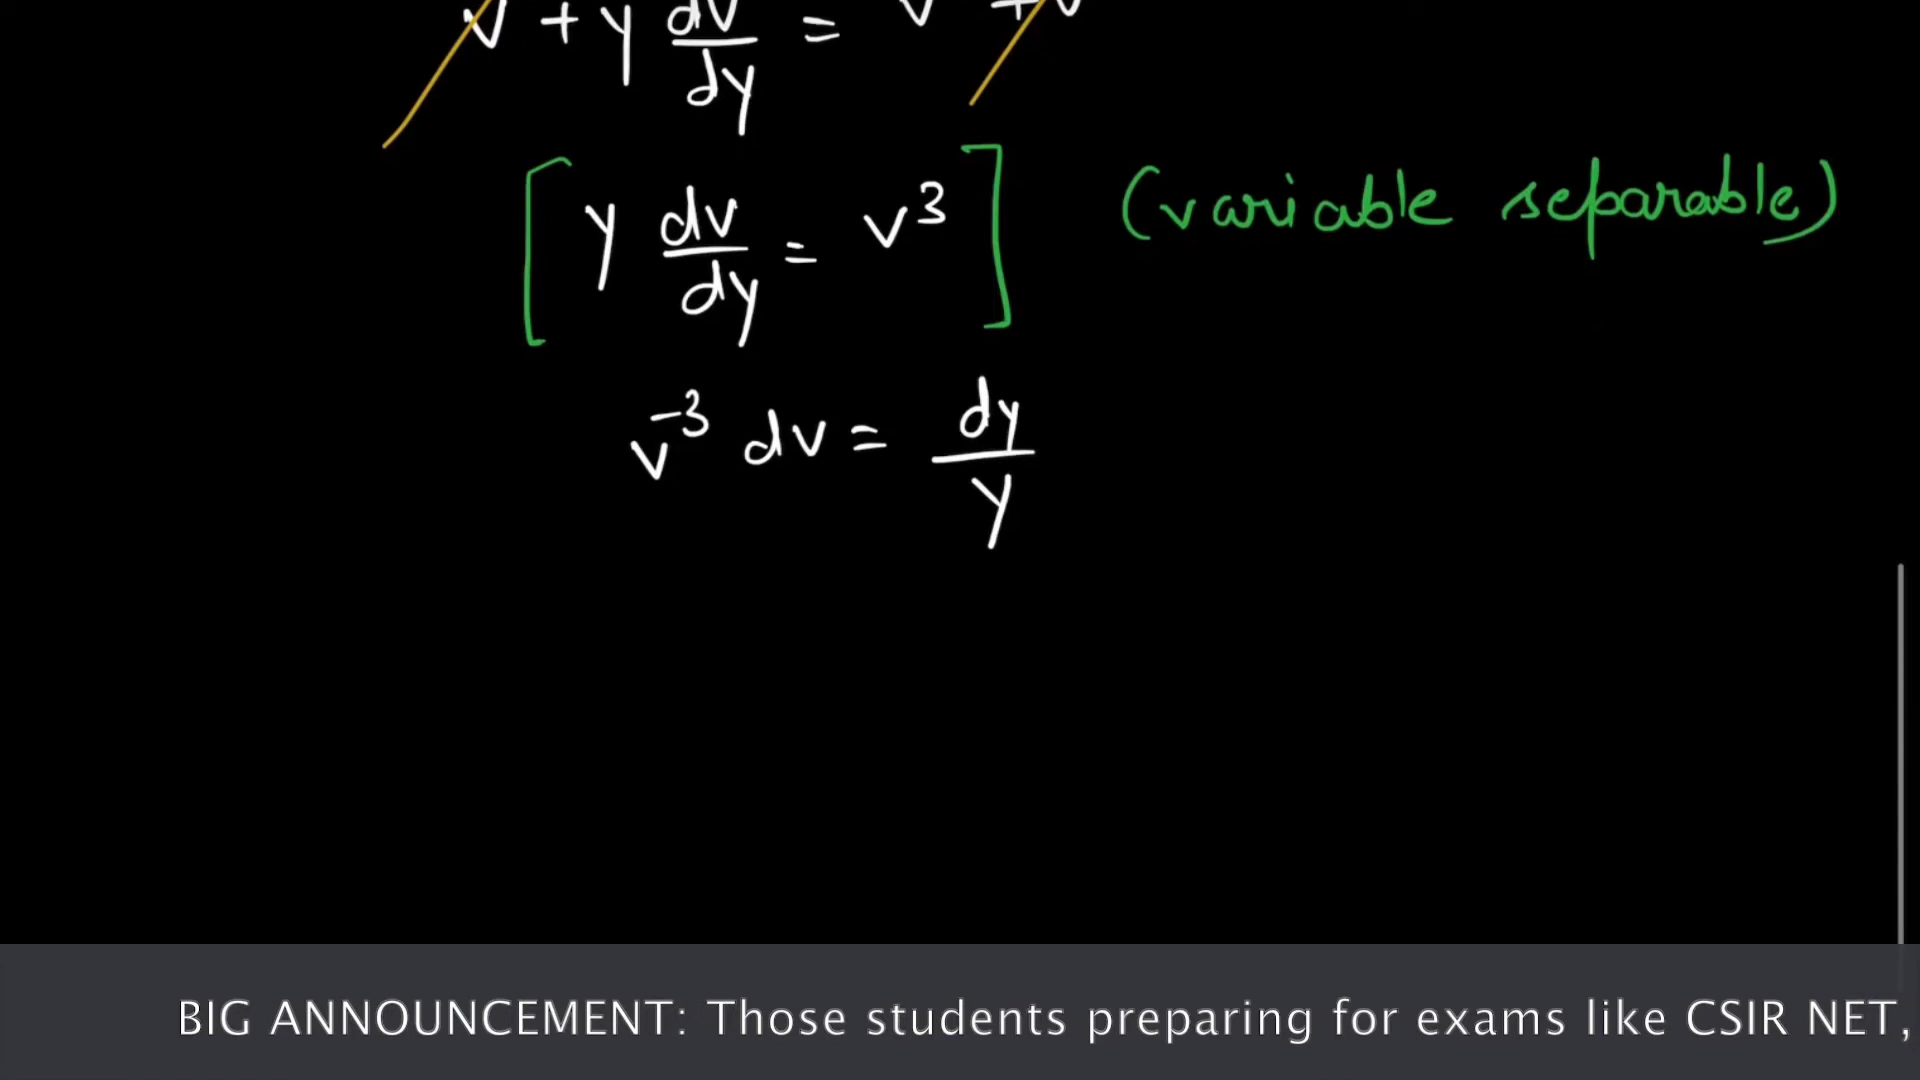 v + y dv/dy = v + v
[ y dv/dy = v³ ] (variable separable)
v⁻³ dv = dy/y
BIG ANNOUNCEMENT: Those students preparing for exams like CSIR NET,